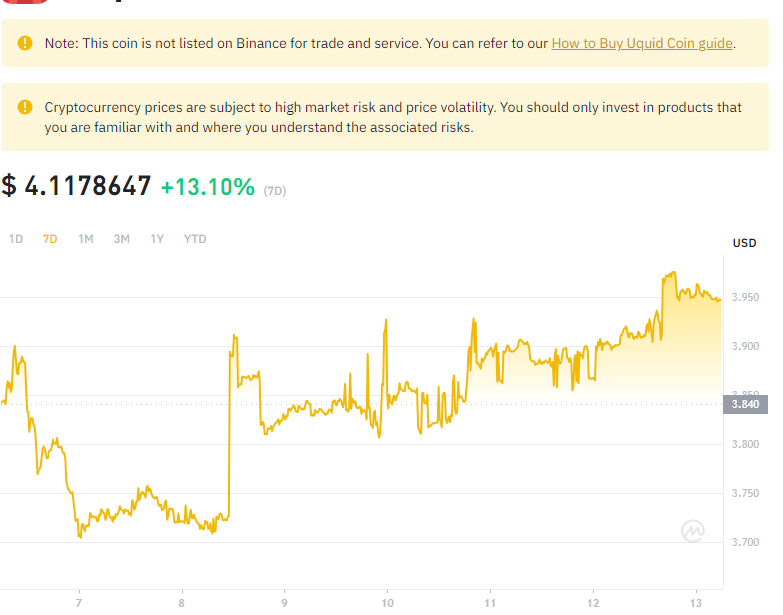 Note: This coin is not listed on Binance for trade and service. You can refer to our How to Buy Uquid Coin guide.
Cryptocurrency prices are subject to high market risk and price volatility. You should only invest in products that
you are familiar with and where you understand the associated risks.
$ 4.1178647 +13.10% (7D)
1D 7D 1M 3M 1Y YTD
USD
3.950
3.900
3.840
3.800
3.750
3.700
7 8 9 10 11 12 13